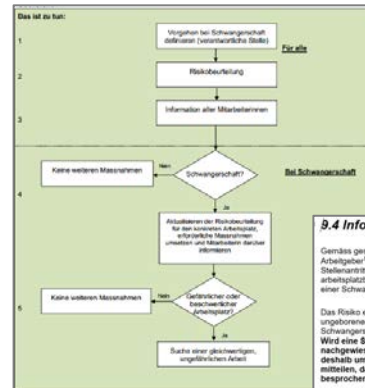 Das ist zu tun:
1
Vorgehen bei Schwangerschaft
definieren (verantwortliche Stelle)
Für alle
2
Risikobeurteilung
3
Information aller Mitarbeiterinnen
Keine weiteren Massnahmen
Nein
Schwangerschaft?
Bei Schwangerschaft
4
Ja
Aktualisieren der Risikobeurteilung
für den konkreten Arbeitsplatz,
erforderliche Massnahmen
umsetzen und Mitarbeiterin darüber
informieren
9.4 Info
Gemäss ge
Arbeitgeber
Stellenantrit
arbeitsplatzb
einer Schwa
Keine weiteren Massnahmen
Nein
Gefährlicher oder
beschwerlicher
Arbeitsplatz?
5
Ja
Suche einer gleichwertigen,
ungefährlichen Arbeit
Das Risiko e
ungeborene
Schwangers
Wird eine S
nachgewies
deshalb um
mitteilen, da
besprochen